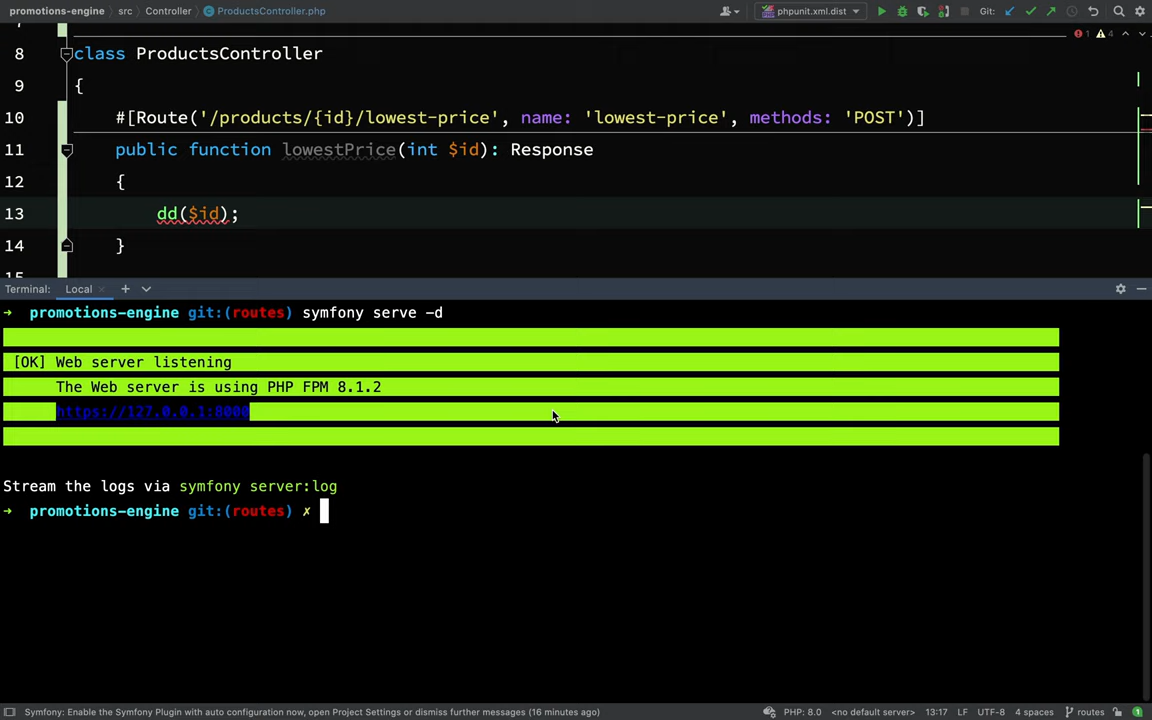 promotions-engine src Controller ProductsController.php phpunit.xml.dist Git:
1 4
8 class ProductsController
9 {
10 #[Route('/products/{id}/lowest-price', name: 'lowest-price', methods: 'POST')]
11 public function lowestPrice(int $id): Response
12 {
13 dd($id);
14 }
Terminal: Local
→ promotions-engine git:(routes) symfony serve -d
[OK] Web server listening
The Web server is using PHP FPM 8.1.2
https://127.0.0.1:8000
Stream the logs via symfony server:log
→ promotions-engine git:(routes) ✗
Symfony: Enable the Symfony Plugin with auto configuration now, open Project Settings or dismiss further messages (16 minutes ago) PHP: 8.0 <no default server> 13:17 LF UTF-8 4 spaces routes 1